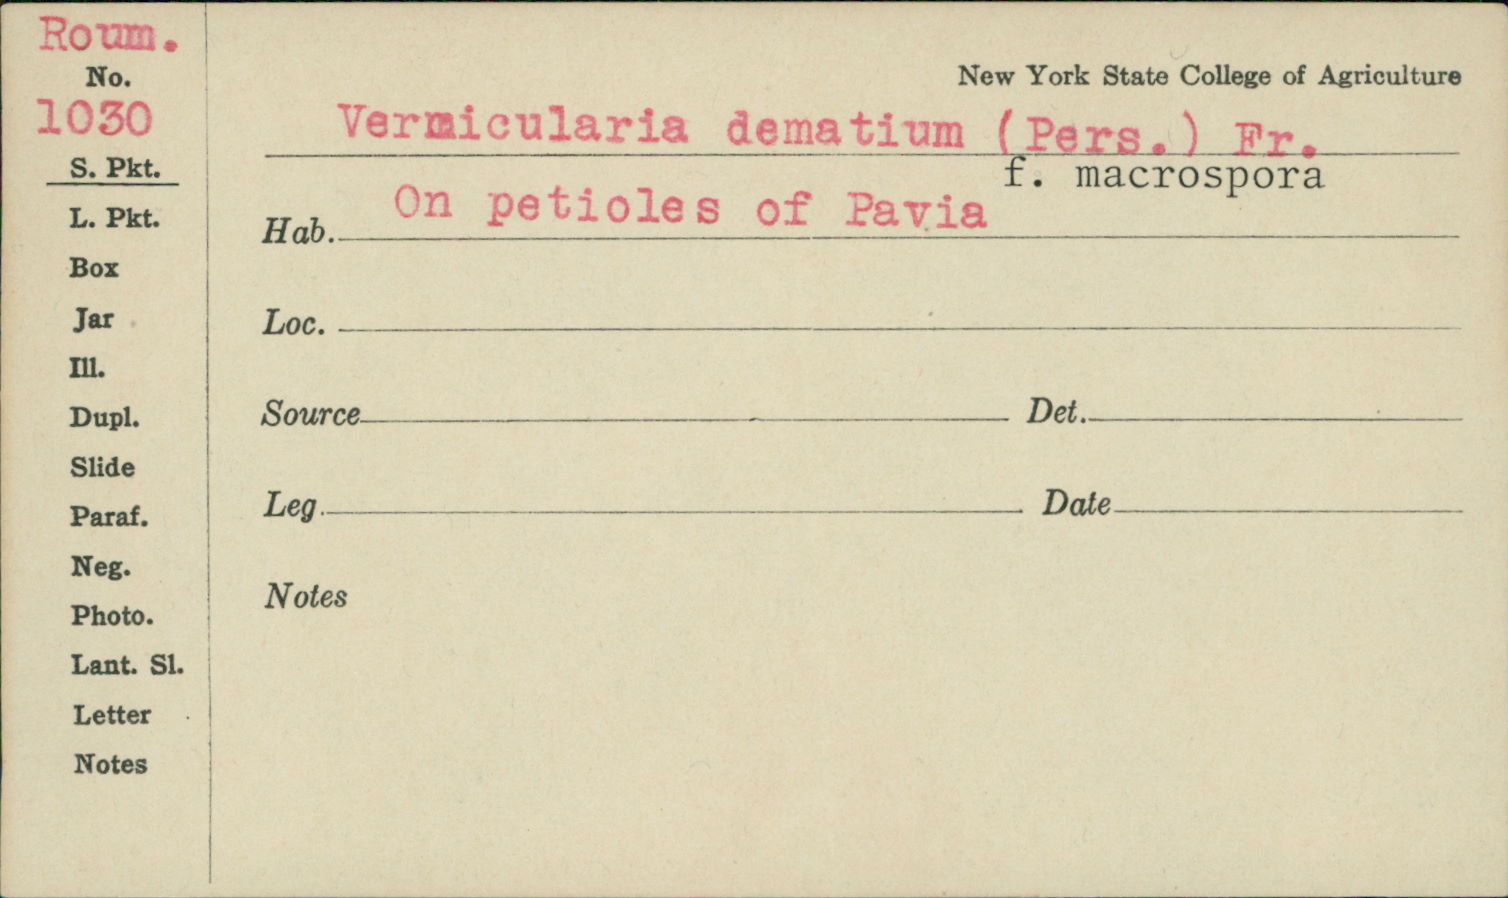 Roum.
No.
1030
S. Pkt.
L. Pkt.
Box
Jar
Ill.
Dupl.
Slide
Paraf.
Neg.
Photo.
Lant. Sl.
Letter
Notes
New York State College of Agriculture
Vermicularia dematium (Pers.) Fr.
f. macrospora
Hab. On petioles of Pavia
Loc.
Source Det.
Leg. Date
Notes